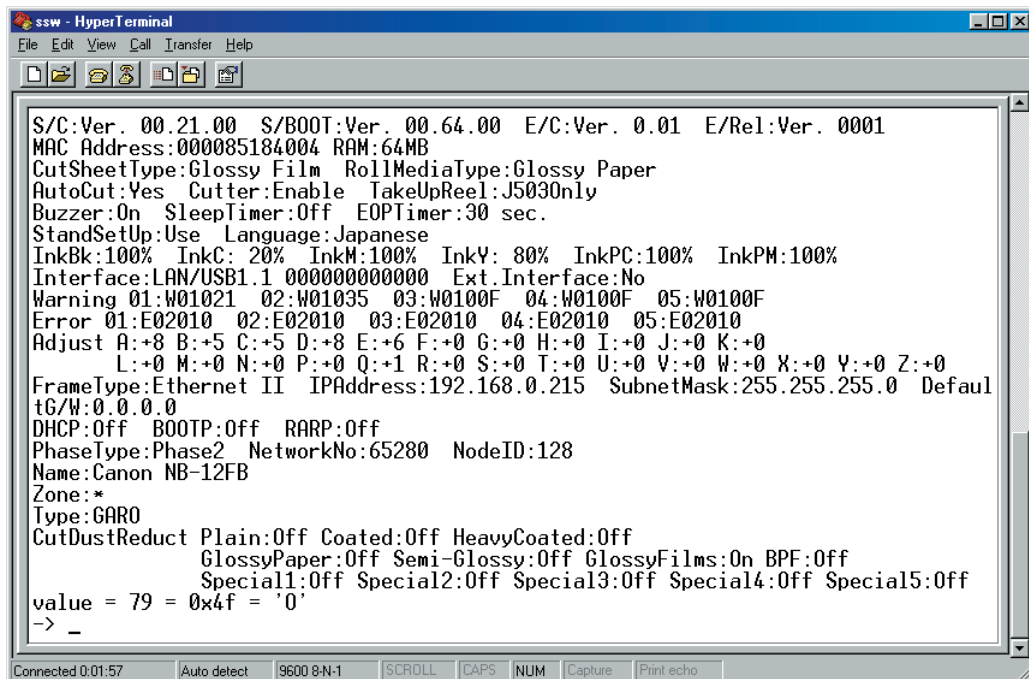 ssw - HyperTerminal
File Edit View Call Transfer Help
S/C:Ver. 00.21.00  S/BOOT:Ver. 00.64.00  E/C:Ver. 0.01  E/Rel:Ver. 0001
MAC Address:000085184004 RAM:64MB
CutSheetType:Glossy Film  RollMediaType:Glossy Paper
AutoCut:Yes  Cutter:Enable  TakeUpReel:J503Only
Buzzer:On  SleepTimer:Off  EOPTimer:30 sec.
StandSetUp:Use  Language:Japanese
InkBk:100%  InkC: 20%  InkM:100%  InkY: 80%  InkPC:100%  InkPM:100%
Interface:LAN/USB1.1 000000000000  Ext.Interface:No
Warning 01:W01021  02:W01035  03:W0100F  04:W0100F  05:W0100F
Error 01:E02010  02:E02010  03:E02010  04:E02010  05:E02010
Adjust A:+8 B:+5 C:+5 D:+8 E:+6 F:+0 G:+0 H:+0 I:+0 J:+0 K:+0
L:+0 M:+0 N:+0 P:+0 Q:+1 R:+0 S:+0 T:+0 U:+0 V:+0 W:+0 X:+0 Y:+0 Z:+0
FrameType:Ethernet II  IPAddress:192.168.0.215  SubnetMask:255.255.255.0  Defaul
tG/W:0.0.0.0
DHCP:Off  BOOTP:Off  RARP:Off
PhaseType:Phase2  NetworkNo:65280  NodeID:128
Name:Canon NB-12FB
Zone:*
Type:GARO
CutDustReduct Plain:Off Coated:Off HeavyCoated:Off
GlossyPaper:Off Semi-Glossy:Off GlossyFilms:On BPF:Off
Special1:Off Special2:Off Special3:Off Special4:Off Special5:Off
value = 79 = 0x4f = 'O'
-> _
Connected 0:01:57 Auto detect 9600 8-N-1 SCROLL CAPS NUM Capture Print echo